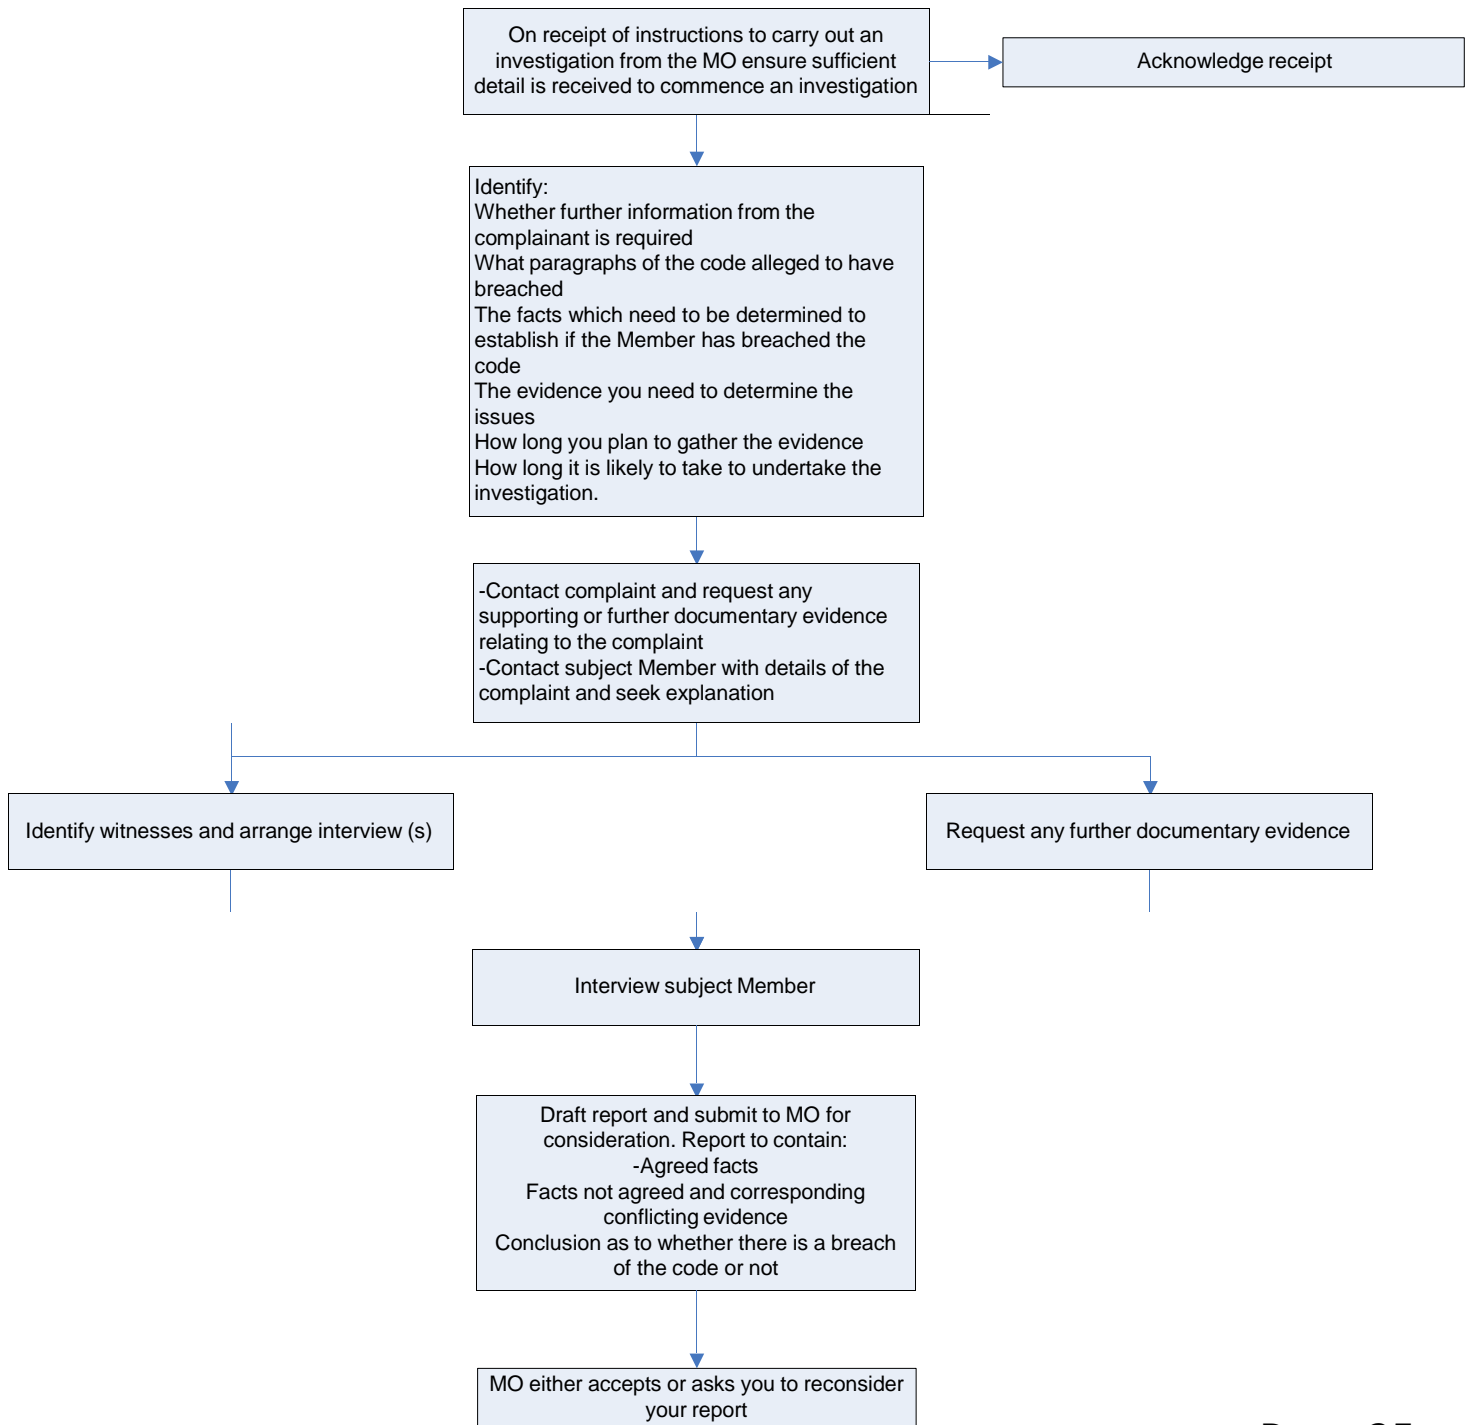 On receipt of instructions to carry out an
investigation from the MO ensure sufficient
detail is received to commence an investigation
Acknowledge receipt
Identify:
Whether further information from the
complainant is required
What paragraphs of the code alleged to have
breached
The facts which need to be determined to
establish if the Member has breached the
code
The evidence you need to determine the
issues
How long you plan to gather the evidence
How long it is likely to take to undertake the
investigation.
-Contact complaint and request any
supporting or further documentary evidence
relating to the complaint
-Contact subject Member with details of the
complaint and seek explanation
Identify witnesses and arrange interview (s)
Request any further documentary evidence
Interview subject Member
Draft report and submit to MO for
consideration. Report to contain:
-Agreed facts
Facts not agreed and corresponding
conflicting evidence
Conclusion as to whether there is a breach
of the code or not
MO either accepts or asks you to reconsider
your report